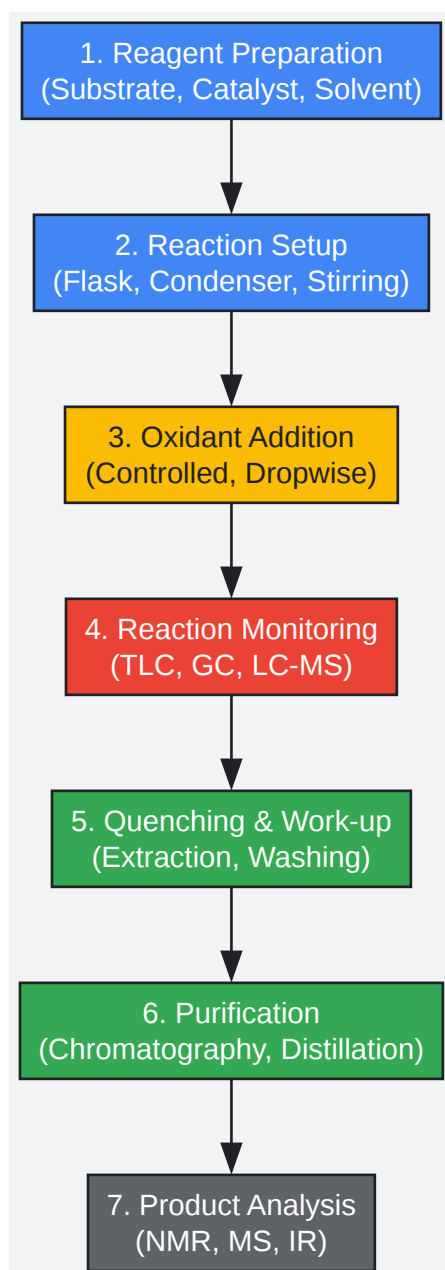 1. Reagent Preparation
(Substrate, Catalyst, Solvent)
2. Reaction Setup
(Flask, Condenser, Stirring)
3. Oxidant Addition
(Controlled, Dropwise)
4. Reaction Monitoring
(TLC, GC, LC-MS)
5. Quenching & Work-up
(Extraction, Washing)
6. Purification
(Chromatography, Distillation)
7. Product Analysis
(NMR, MS, IR)